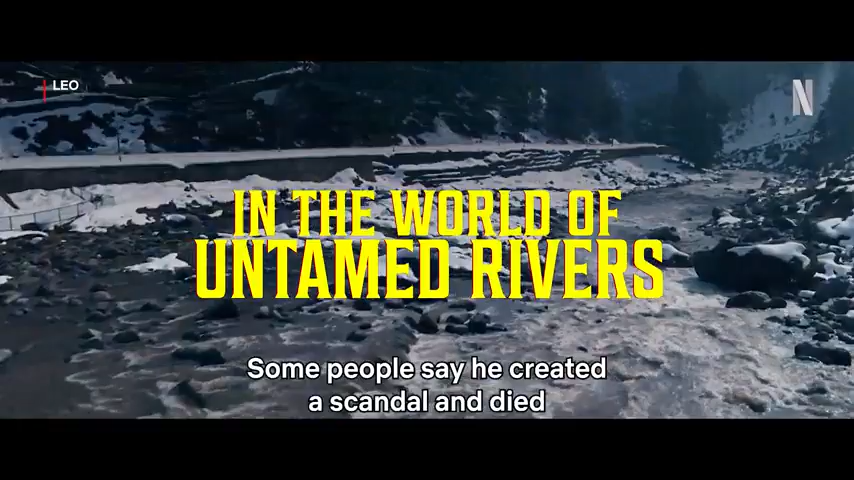 LEO
N
IN THE WORLD OF
UNTAMED RIVERS
Some people say he created
a scandal and died